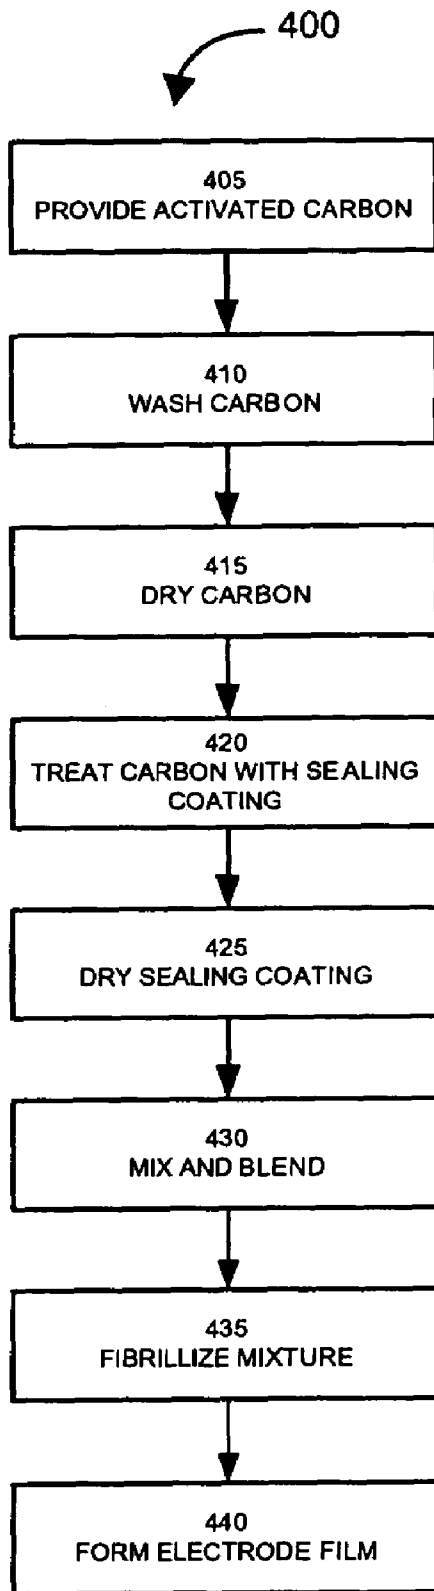 400
405
PROVIDE ACTIVATED CARBON
410
WASH CARBON
415
DRY CARBON
420
TREAT CARBON WITH SEALING
COATING
425
DRY SEALING COATING
430
MIX AND BLEND
435
FIBRILLIZE MIXTURE
440
FORM ELECTRODE FILM